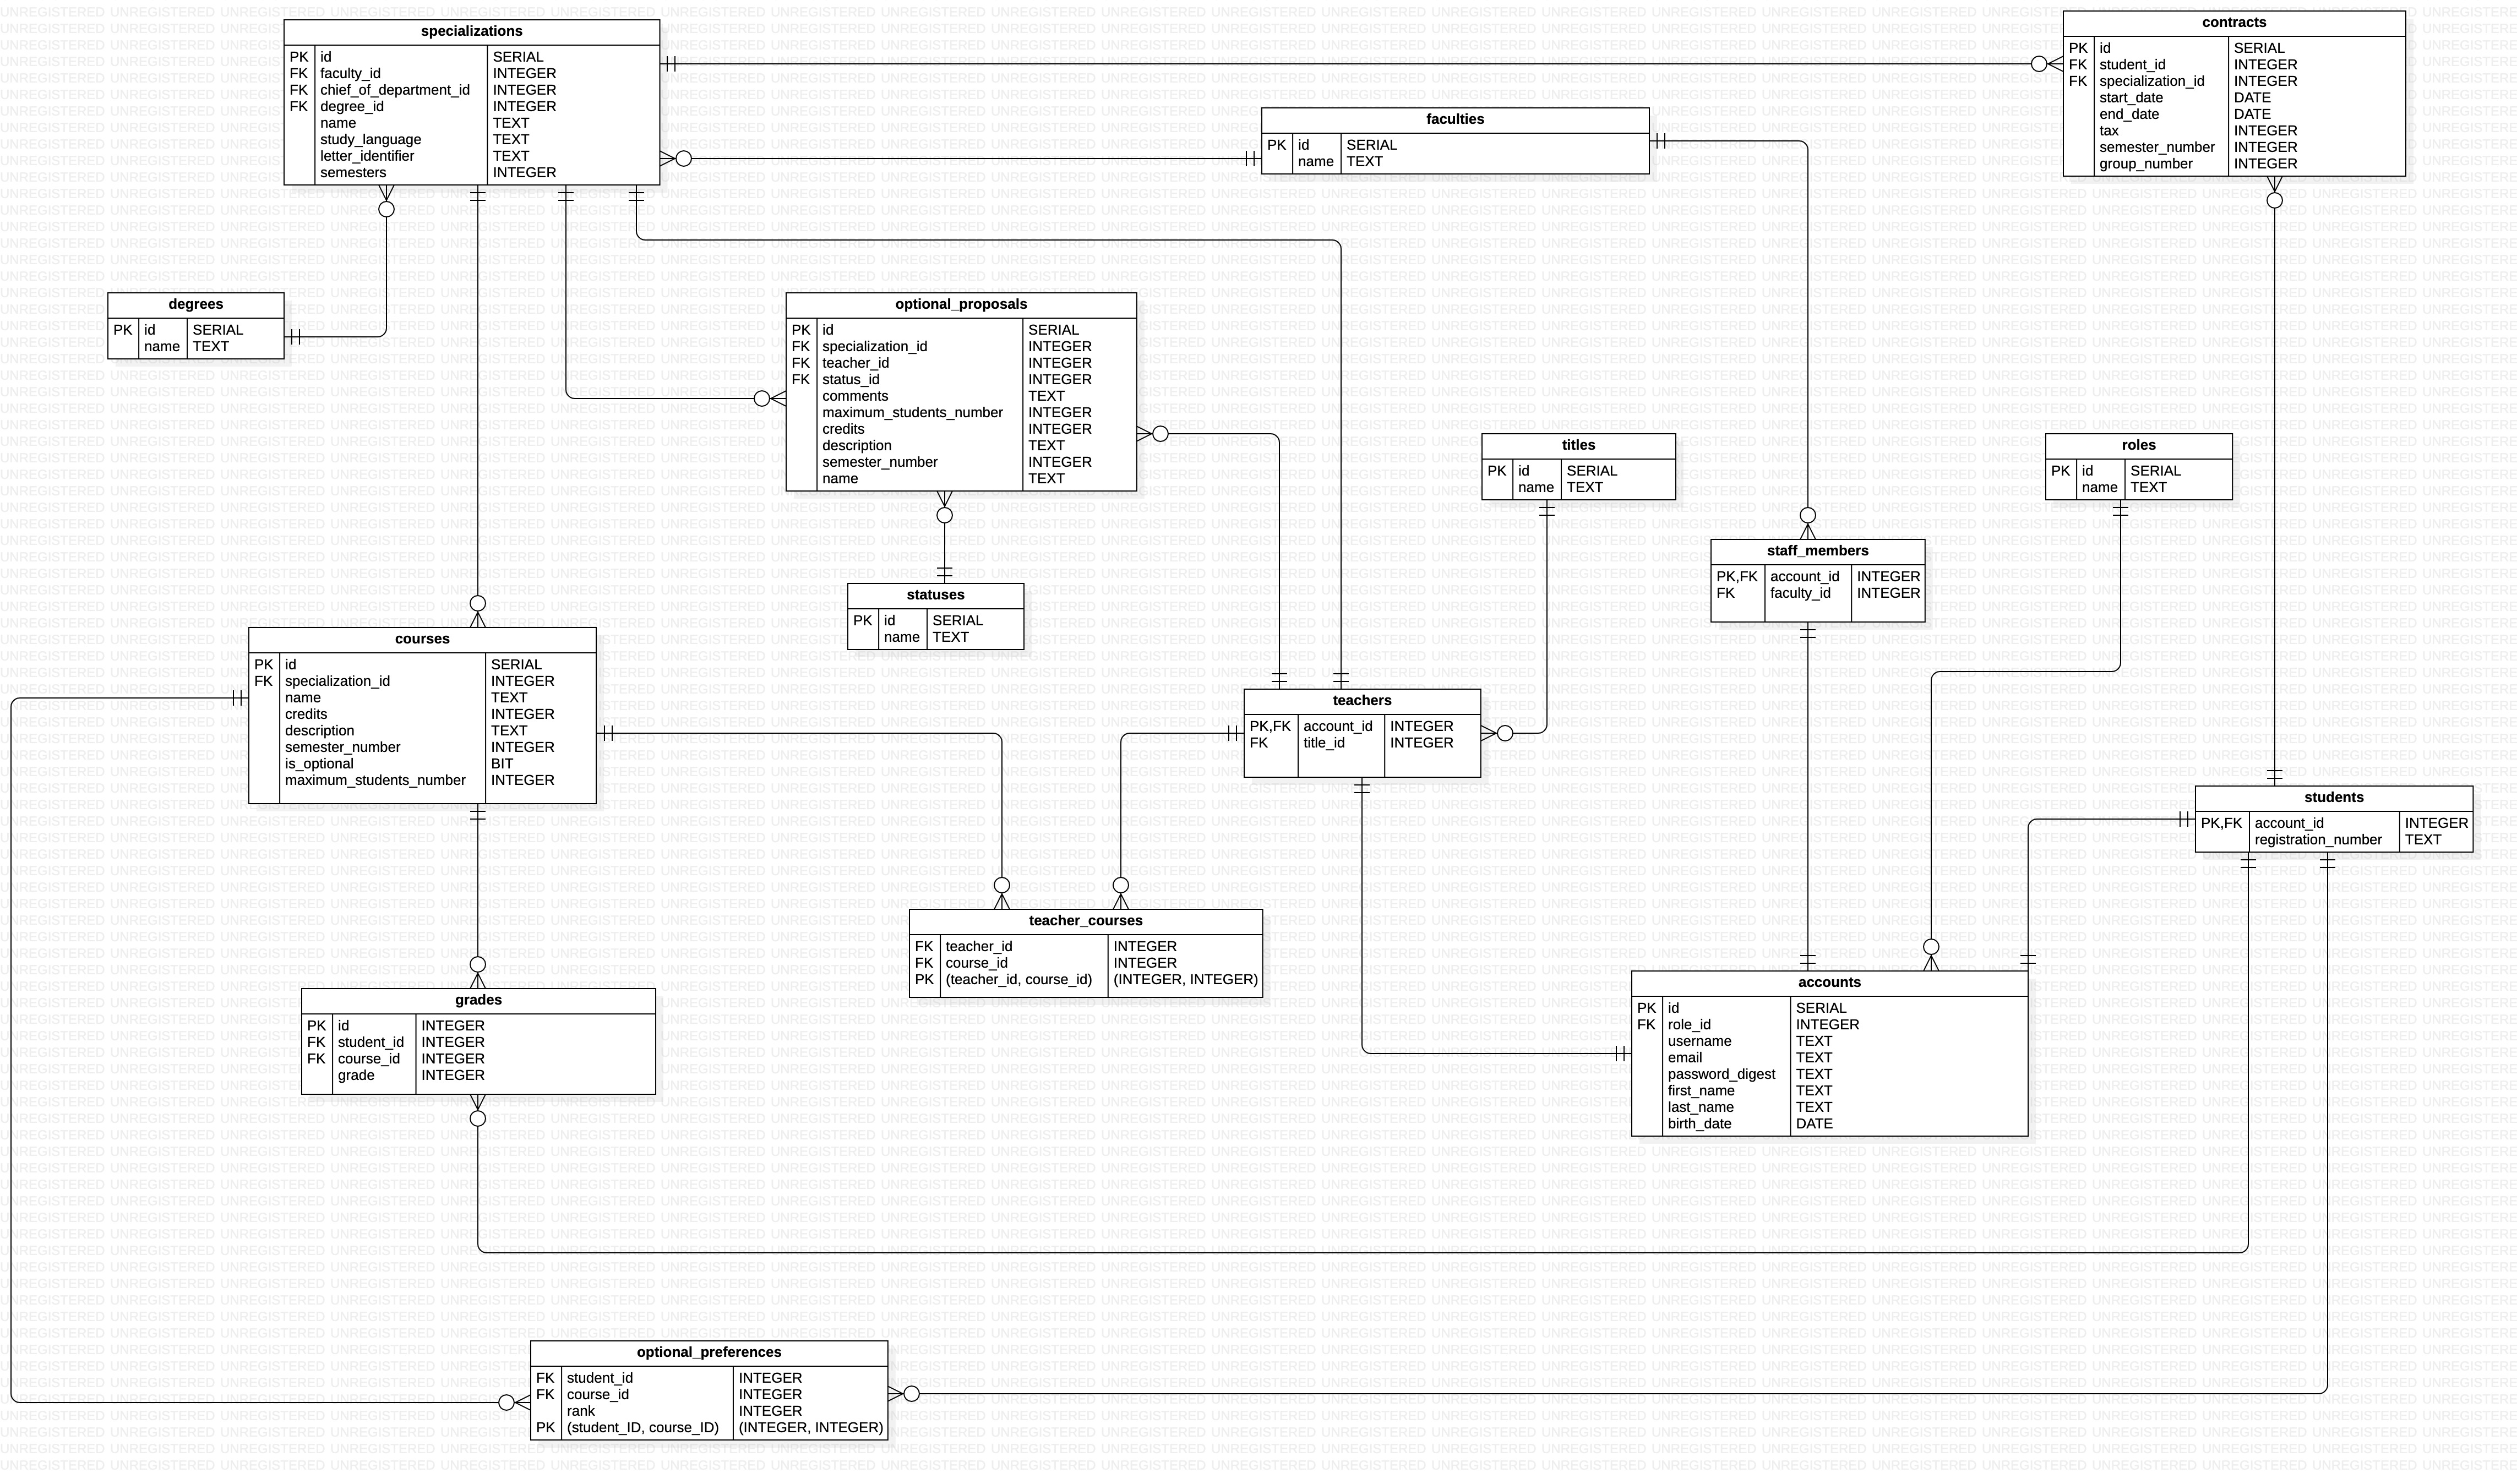 specializations
PK id SERIAL
FK faculty_id INTEGER
FK chief_of_department_id INTEGER
FK degree_id INTEGER
name TEXT
study_language TEXT
letter_identifier TEXT
semesters INTEGER
contracts
PK id SERIAL
FK student_id INTEGER
FK specialization_id INTEGER
start_date DATE
end_date DATE
tax INTEGER
semester_number INTEGER
group_number INTEGER
faculties
PK id SERIAL
name TEXT
degrees
PK id SERIAL
name TEXT
optional_proposals
PK id SERIAL
FK specialization_id INTEGER
FK teacher_id INTEGER
FK status_id INTEGER
comments TEXT
maximum_students_number INTEGER
credits INTEGER
description TEXT
semester_number INTEGER
name TEXT
titles
PK id SERIAL
name TEXT
roles
PK id SERIAL
name TEXT
staff_members
PK,FK account_id INTEGER
FK faculty_id INTEGER
statuses
PK id SERIAL
name TEXT
courses
PK id SERIAL
FK specialization_id INTEGER
name TEXT
credits INTEGER
description TEXT
semester_number INTEGER
is_optional BIT
maximum_students_number INTEGER
teachers
PK,FK account_id INTEGER
FK title_id INTEGER
students
PK,FK account_id INTEGER
registration_number TEXT
teacher_courses
FK teacher_id INTEGER
FK course_id INTEGER
PK (teacher_id, course_id) (INTEGER, INTEGER)
grades
PK id INTEGER
FK student_id INTEGER
FK course_id INTEGER
grade INTEGER
accounts
PK id SERIAL
FK role_id INTEGER
username TEXT
email TEXT
password_digest TEXT
first_name TEXT
last_name TEXT
birth_date DATE
optional_preferences
FK student_id INTEGER
FK course_id INTEGER
rank INTEGER
PK (student_ID, course_ID) (INTEGER, INTEGER)
UNREGISTERED